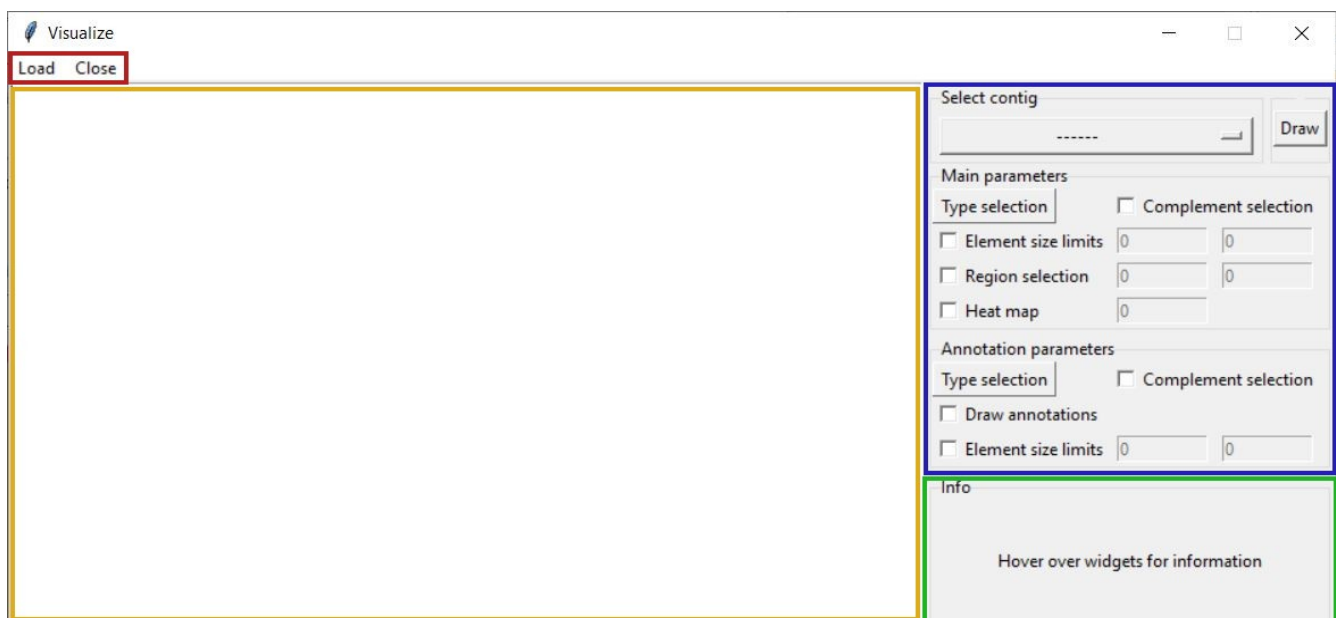 Visualize
Load Close
Select contig
------ Draw
Main parameters
Type selection Complement selection
Element size limits 0 0
Region selection 0 0
Heat map 0
Annotation parameters
Type selection Complement selection
Draw annotations
Element size limits 0 0
Info
Hover over widgets for information